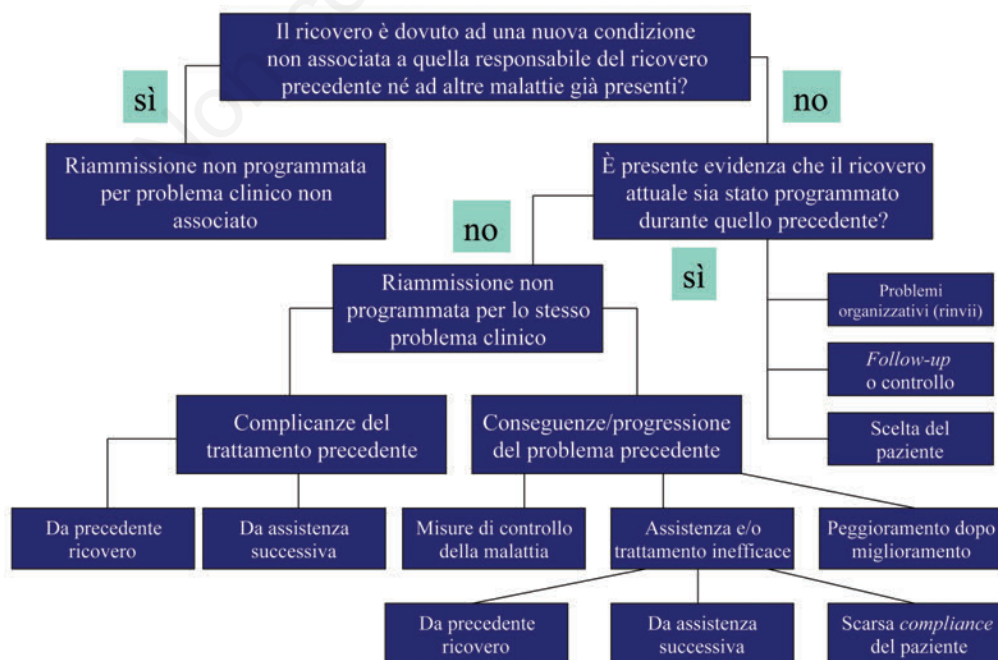 Il ricovero è dovuto ad una nuova condizione
non associata a quella responsabile del ricovero
precedente né ad altre malattie già presenti?
sì
no
Riammissione non programmata
per problema clinico non
associato
È presente evidenza che il ricovero
attuale sia stato programmato
durante quello precedente?
no
sì
Riammissione non
programmata per lo stesso
problema clinico
Problemi
organizzativi (rinvii)
Follow-up
o controllo
Scelta del
paziente
Complicanze del
trattamento precedente
Conseguenze/progressione
del problema precedente
Da precedente
ricovero
Da assistenza
successiva
Misure di controllo
della malattia
Assistenza e/o
trattamento inefficace
Peggioramento dopo
miglioramento
Da precedente
ricovero
Da assistenza
successiva
Scarsa compliance
del paziente